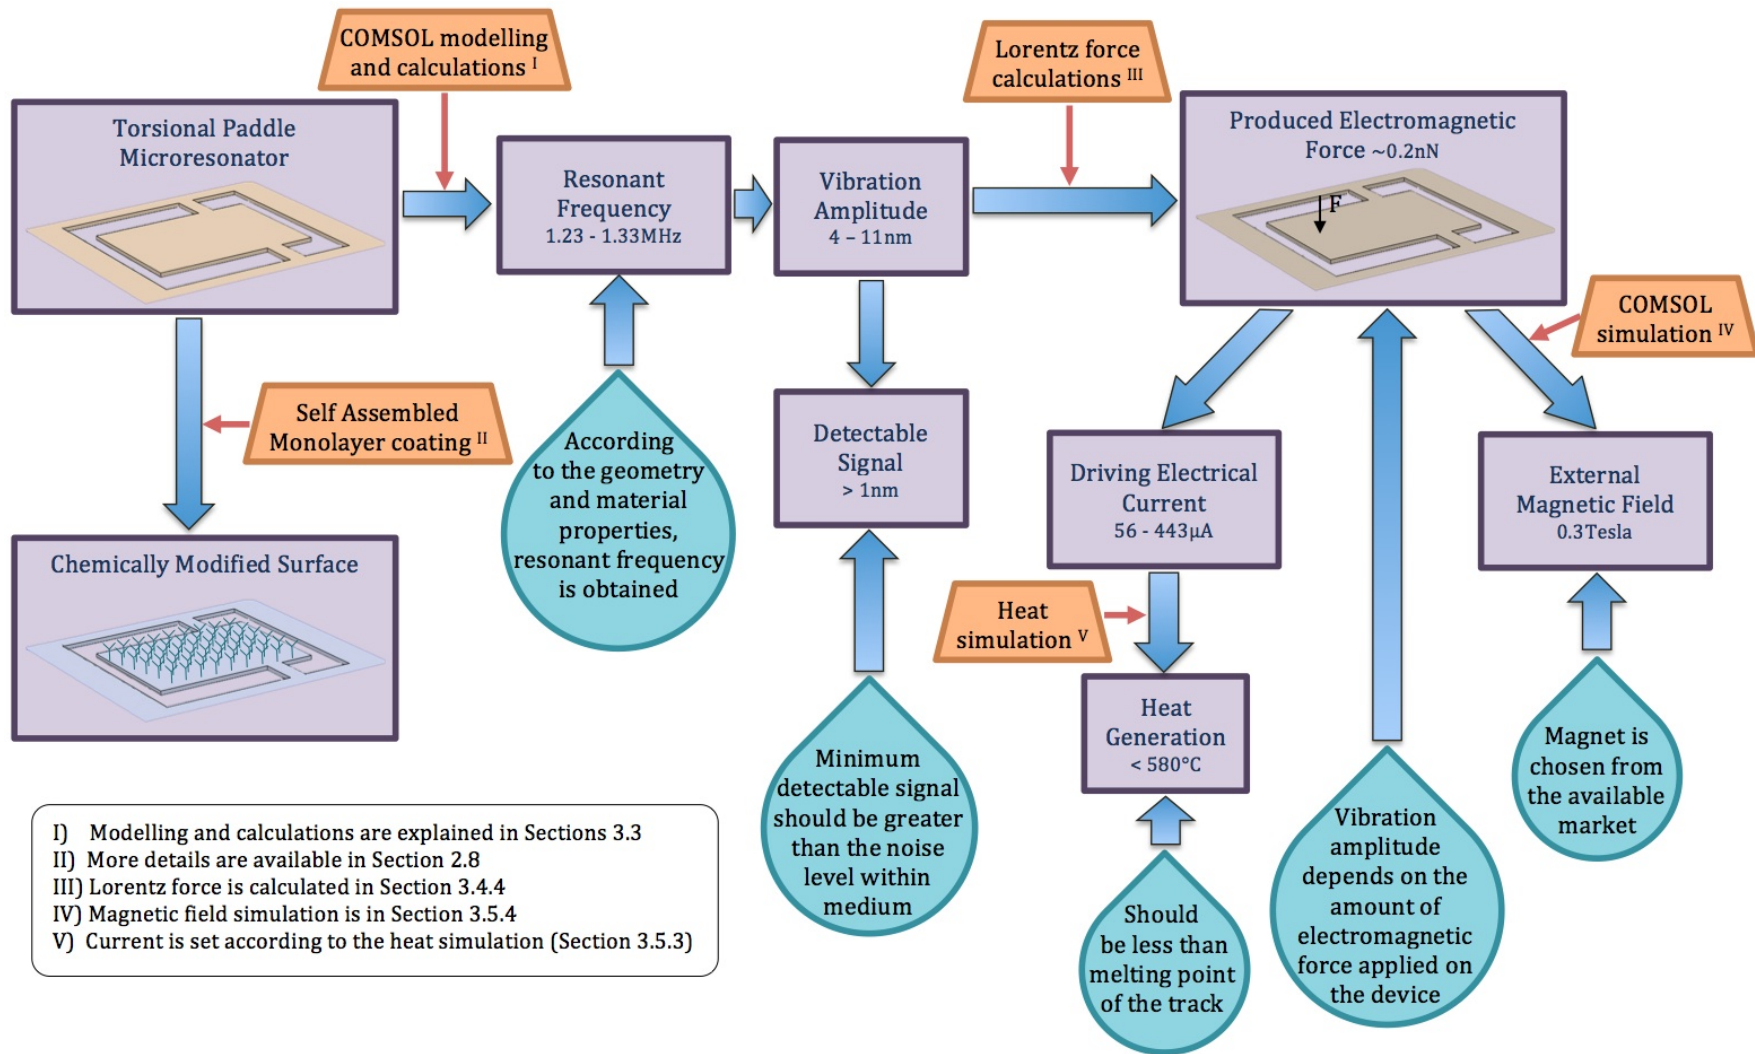 COMSOL modelling
and calculations I
Lorentz force
calculations III
Torsional Paddle
Microresonator
Resonant
Frequency
1.23 - 1.33MHz
Vibration
Amplitude
4 – 11nm
Produced Electromagnetic
Force ~0.2nN
F
COMSOL
simulation IV
Self Assembled
Monolayer coating II
According
to the geometry
and material
properties,
resonant frequency
is obtained
Detectable
Signal
> 1nm
Driving Electrical
Current
56 - 443µA
External
Magnetic Field
0.3Tesla
Chemically Modified Surface
Heat
simulation V
Heat
Generation
< 580°C
Minimum
detectable signal
should be greater
than the noise
level within
medium
Should
be less than
melting point
of the track
Vibration
amplitude
depends on the
amount of
electromagnetic
force applied on
the device
Magnet is
chosen from
the available
market
I) Modelling and calculations are explained in Sections 3.3
II) More details are available in Section 2.8
III) Lorentz force is calculated in Section 3.4.4
IV) Magnetic field simulation is in Section 3.5.4
V) Current is set according to the heat simulation (Section 3.5.3)